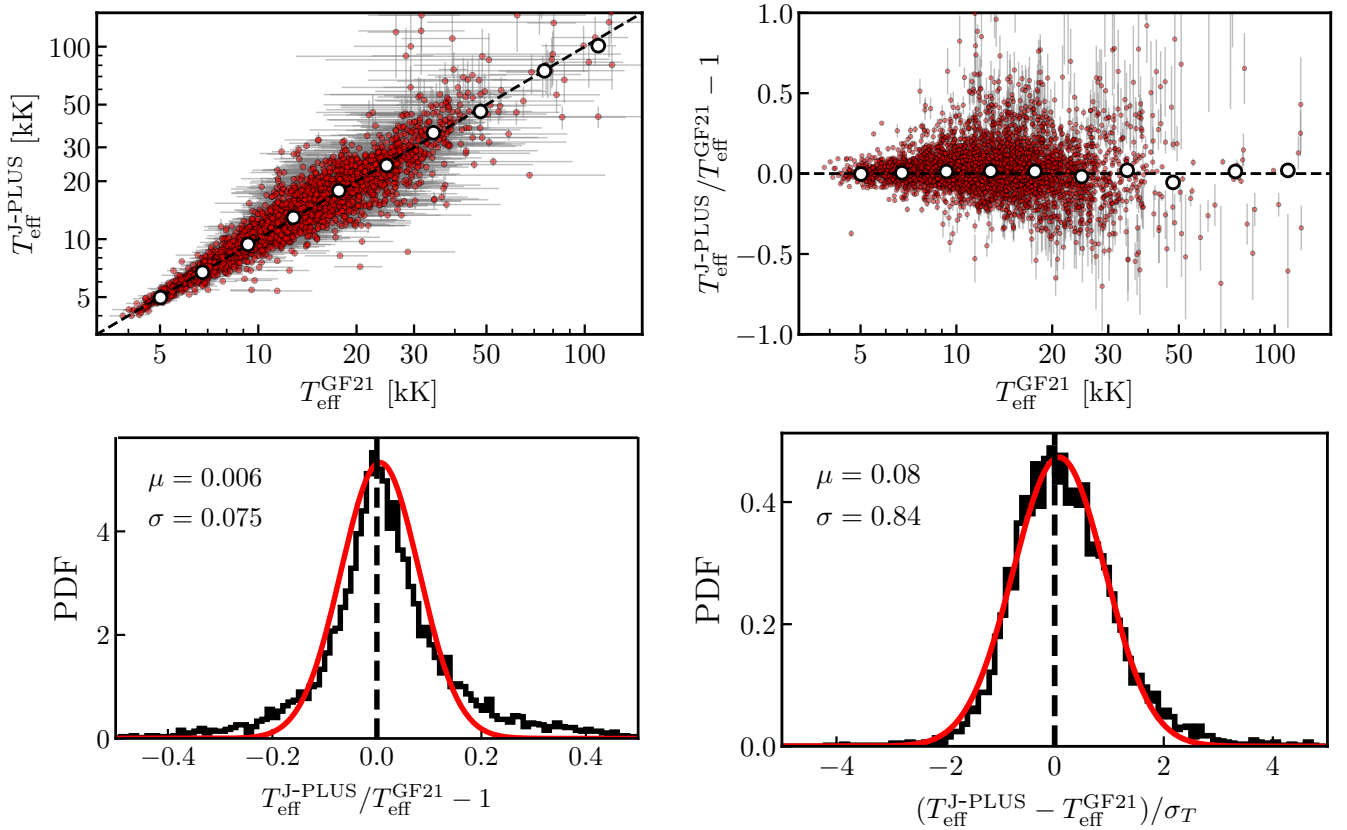 100
50
30
20
10
5
T_eff^J-PLUS [kK]
5 10 20 30 50 100
T_eff^GF21 [kK]
1.0
0.5
0.0
−0.5
−1.0
T_eff^J-PLUS/T_eff^GF21 − 1
5 10 20 30 50 100
T_eff^GF21 [kK]
μ = 0.006
σ = 0.075
4
2
0
PDF
−0.4 −0.2 0.0 0.2 0.4
T_eff^J-PLUS/T_eff^GF21 − 1
μ = 0.08
σ = 0.84
0.4
0.2
0.0
PDF
−4 −2 0 2 4
(T_eff^J-PLUS − T_eff^GF21)/σ_T